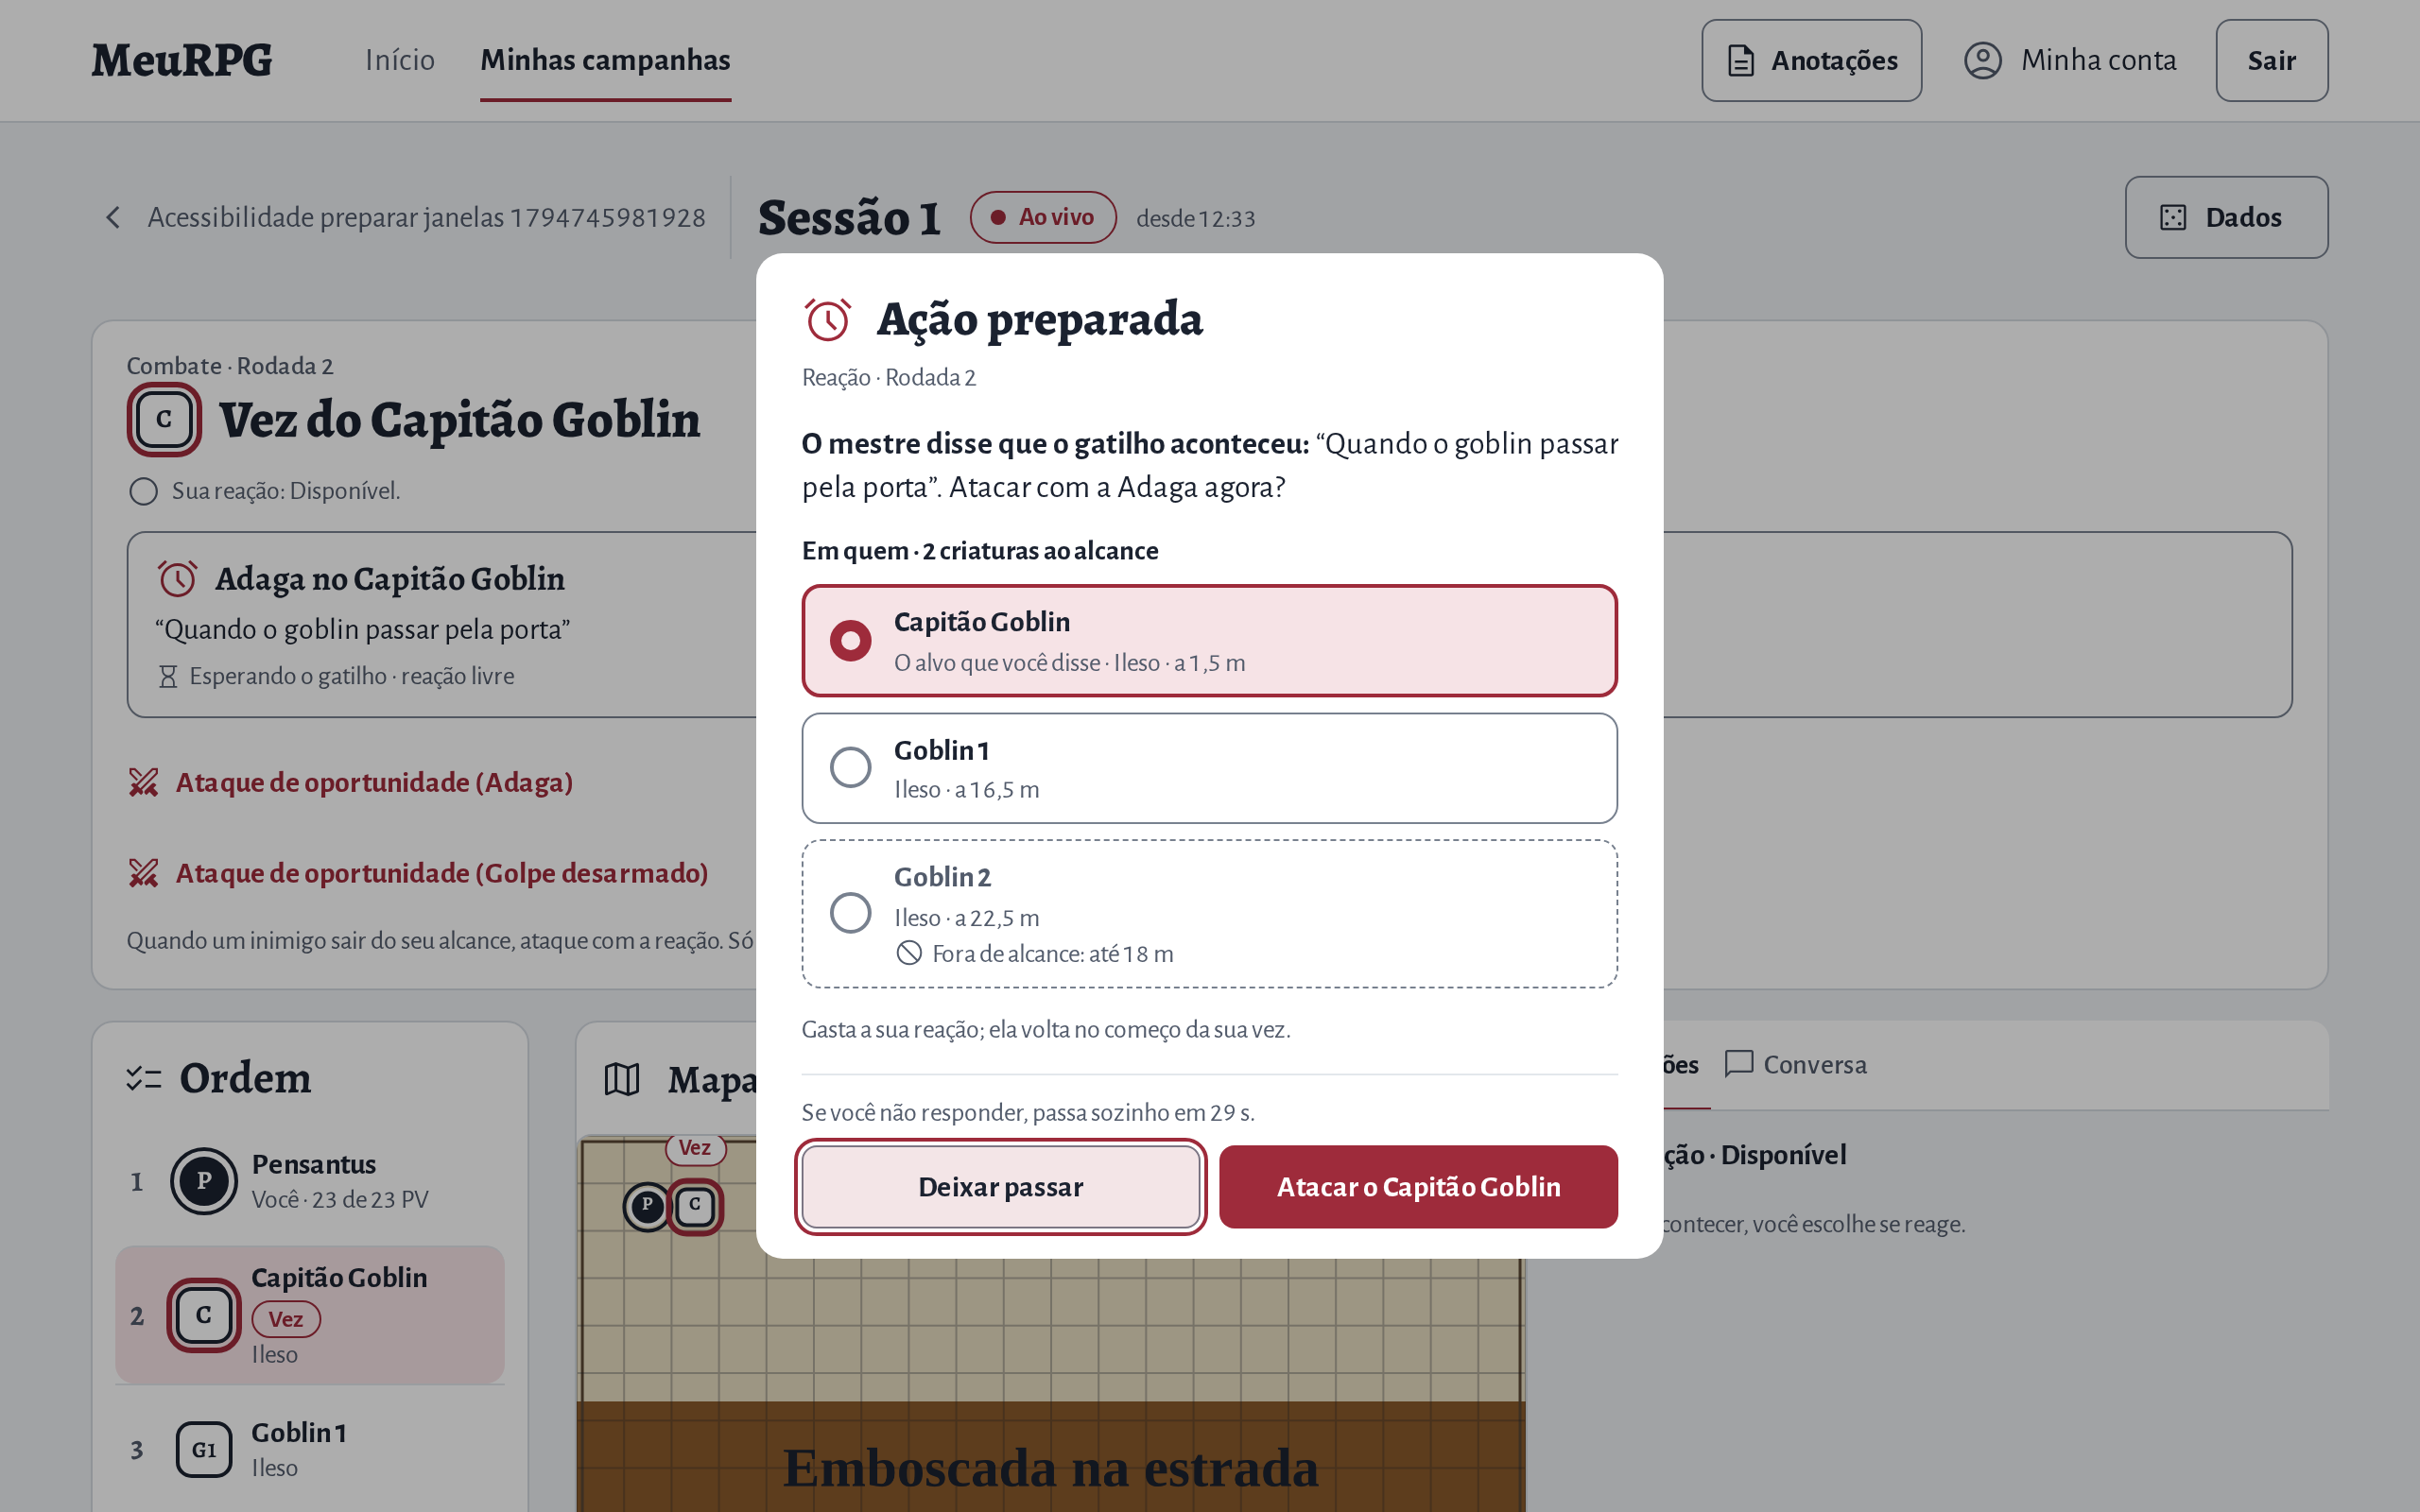 MeuRPG
Início
Minhas campanhas
Anotações
Minha conta
Sair
Acessibilidade preparar janelas 1794745981928
Sessão 1
Ao vivo
desde 12:33
Dados
Combate · Rodada 2
C
Vez do Capitão Goblin
Sua reação: Disponível.
Adaga no Capitão Goblin
“Quando o goblin passar pela porta”
Esperando o gatilho · reação livre
Ataque de oportunidade (Adaga)
Ataque de oportunidade (Golpe desarmado)
Quando um inimigo sair do seu alcance, ataque com a reação. Só
Ação preparada
Reação · Rodada 2
O mestre disse que o gatilho aconteceu: “Quando o goblin passar
pela porta”. Atacar com a Adaga agora?
Em quem · 2 criaturas ao alcance
Capitão Goblin
O alvo que você disse · Ileso · a 1,5 m
Goblin 1
Ileso · a 16,5 m
Goblin 2
Ileso · a 22,5 m
Fora de alcance: até 18 m
Gasta a sua reação; ela volta no começo da sua vez.
Se você não responder, passa sozinho em 29 s.
Deixar passar
Atacar o Capitão Goblin
Ordem
1
P
Pensantus
Você · 23 de 23 PV
2
C
Capitão Goblin
Vez
Ileso
3
G1
Goblin 1
Ileso
Mapa
Vez
P
C
Emboscada na estrada
ões
Conversa
ção · Disponível
contecer, você escolhe se reage.